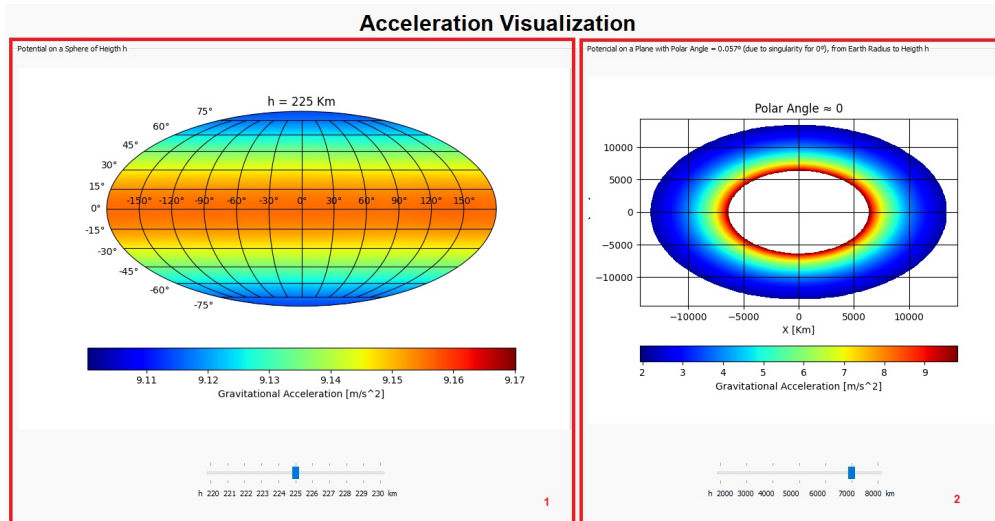 Acceleration Visualization
Potential on a Sphere of Heigth h
h = 225 Km
75°
60°
45°
30°
15°
0°
-150° -120° -90° -60° -30° 0° 30° 60° 90° 120° 150°
-15°
-30°
-45°
-60°
-75°
9.11 9.12 9.13 9.14 9.15 9.16 9.17
Gravitational Acceleration [m/s^2]
h 220 221 222 223 224 225 226 227 228 229 230 km
1
Potencial on a Plane with Polar Angle = 0.057º (due to singularity for 0º), from Earth Radius to Heigth h
Polar Angle ≈ 0
10000
5000
0
−5000
−10000
−10000 −5000 0 5000 10000
X [Km]
2 3 4 5 6 7 8 9
Gravitational Acceleration [m/s^2]
h 2000 3000 4000 5000 6000 7000 8000 km
2